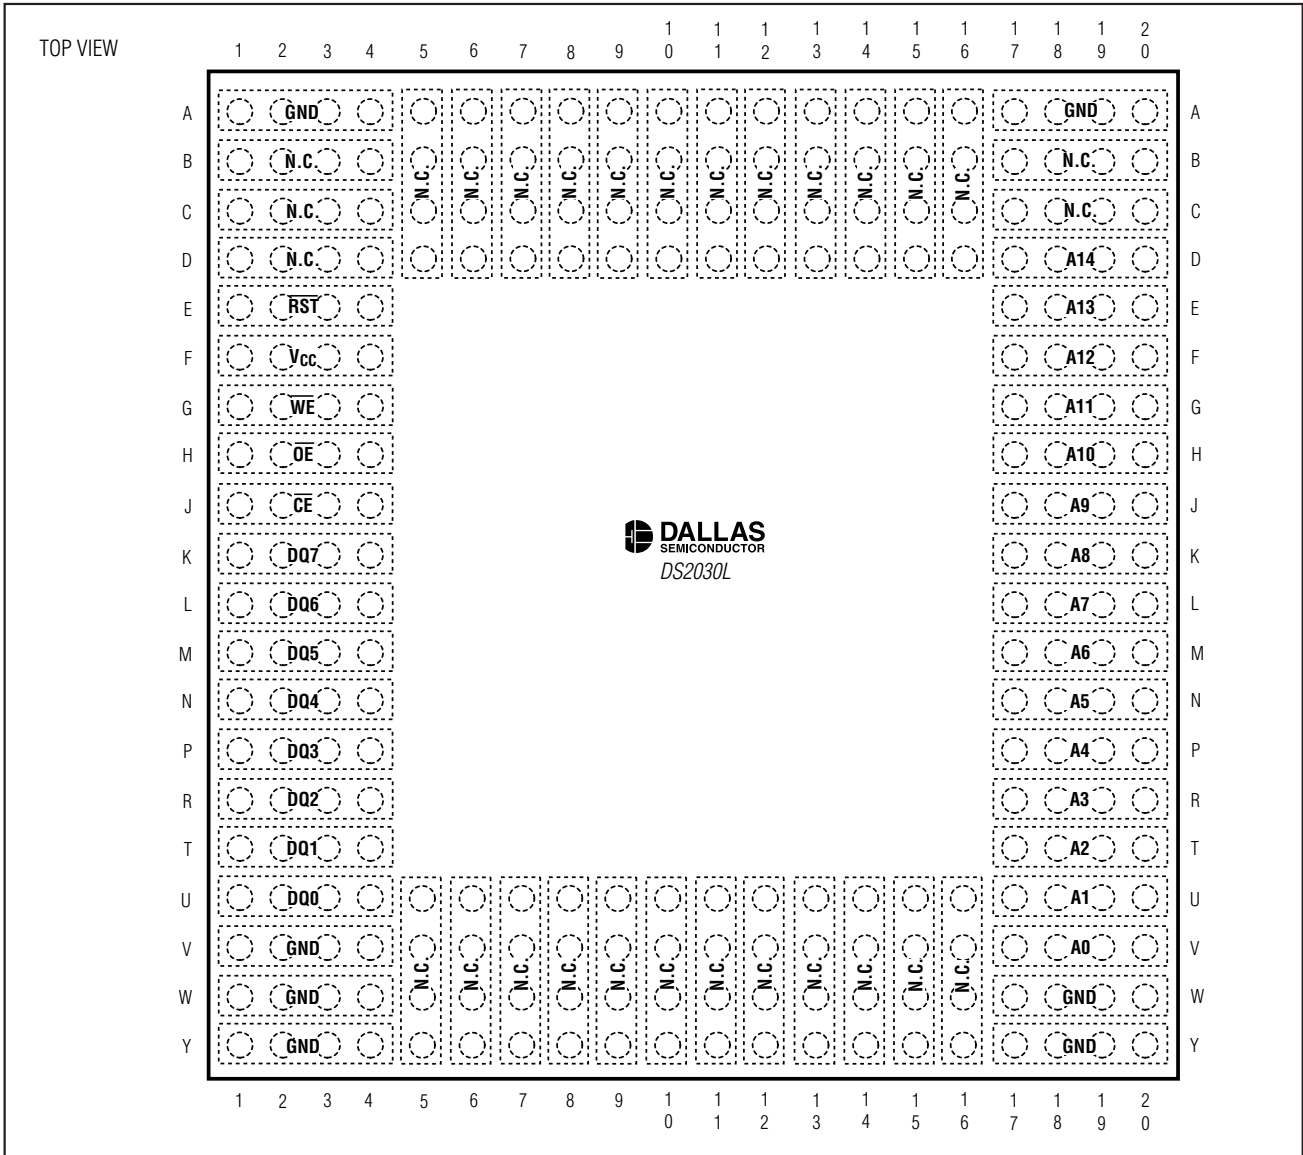 TOP VIEW
1 2 3 4 5 6 7 8 9 10 11 12 13 14 15 16 17 18 19 20
A GND N.C. N.C. N.C. N.C. N.C. N.C. N.C. N.C. N.C. N.C. N.C. N.C. GND A
B N.C. N.C. B
C N.C. N.C. C
D N.C. A14 D
E R̅S̅T̅ A13 E
F VCC A12 F
G W̅E̅ A11 G
H O̅E̅ A10 H
J C̅E̅ A9 J
K DQ7 A8 K
DALLAS
SEMICONDUCTOR
DS2030L
L DQ6 A7 L
M DQ5 A6 M
N DQ4 A5 N
P DQ3 A4 P
R DQ2 A3 R
T DQ1 A2 T
U DQ0 A1 U
V GND N.C. N.C. N.C. N.C. N.C. N.C. N.C. N.C. N.C. N.C. N.C. N.C. A0 V
W GND GND W
Y GND GND Y
1 2 3 4 5 6 7 8 9 10 11 12 13 14 15 16 17 18 19 20